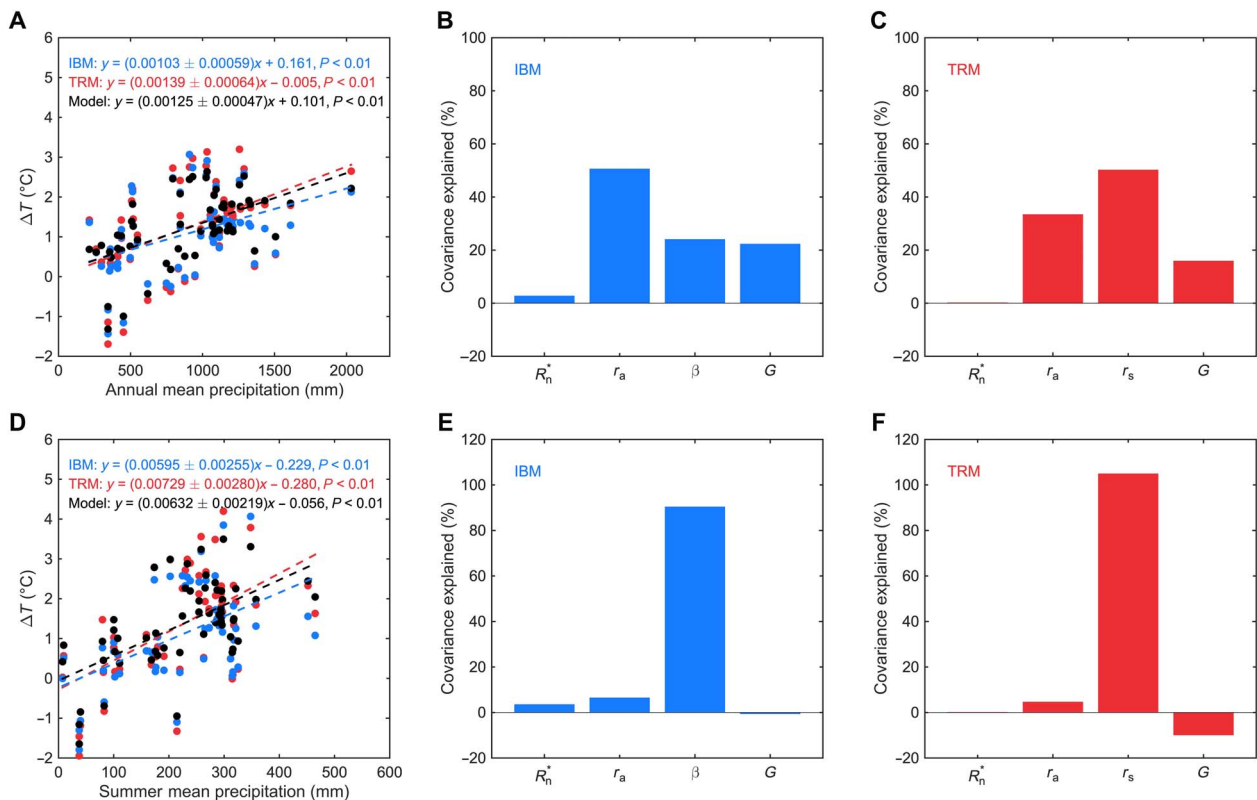 A
IBM: y = (0.00103 ± 0.00059)x + 0.161, P < 0.01
TRM: y = (0.00139 ± 0.00064)x – 0.005, P < 0.01
Model: y = (0.00125 ± 0.00047)x + 0.101, P < 0.01
6
5
4
3
2
1
0
–1
–2
ΔT (°C)
0 500 1000 1500 2000
Annual mean precipitation (mm)
B
IBM
100
80
60
40
20
0
–20
Covariance explained (%)
Rn* ra β G
C
TRM
100
80
60
40
20
0
–20
Covariance explained (%)
Rn* ra rs G
D
IBM: y = (0.00595 ± 0.00255)x – 0.229, P < 0.01
TRM: y = (0.00729 ± 0.00280)x – 0.280, P < 0.01
Model: y = (0.00632 ± 0.00219)x – 0.056, P < 0.01
6
5
4
3
2
1
0
–1
–2
ΔT (°C)
0 100 200 300 400 500 600
Summer mean precipitation (mm)
E
IBM
120
100
80
60
40
20
0
–20
Covariance explained (%)
Rn* ra β G
F
TRM
120
100
80
60
40
20
0
–20
Covariance explained (%)
Rn* ra rs G